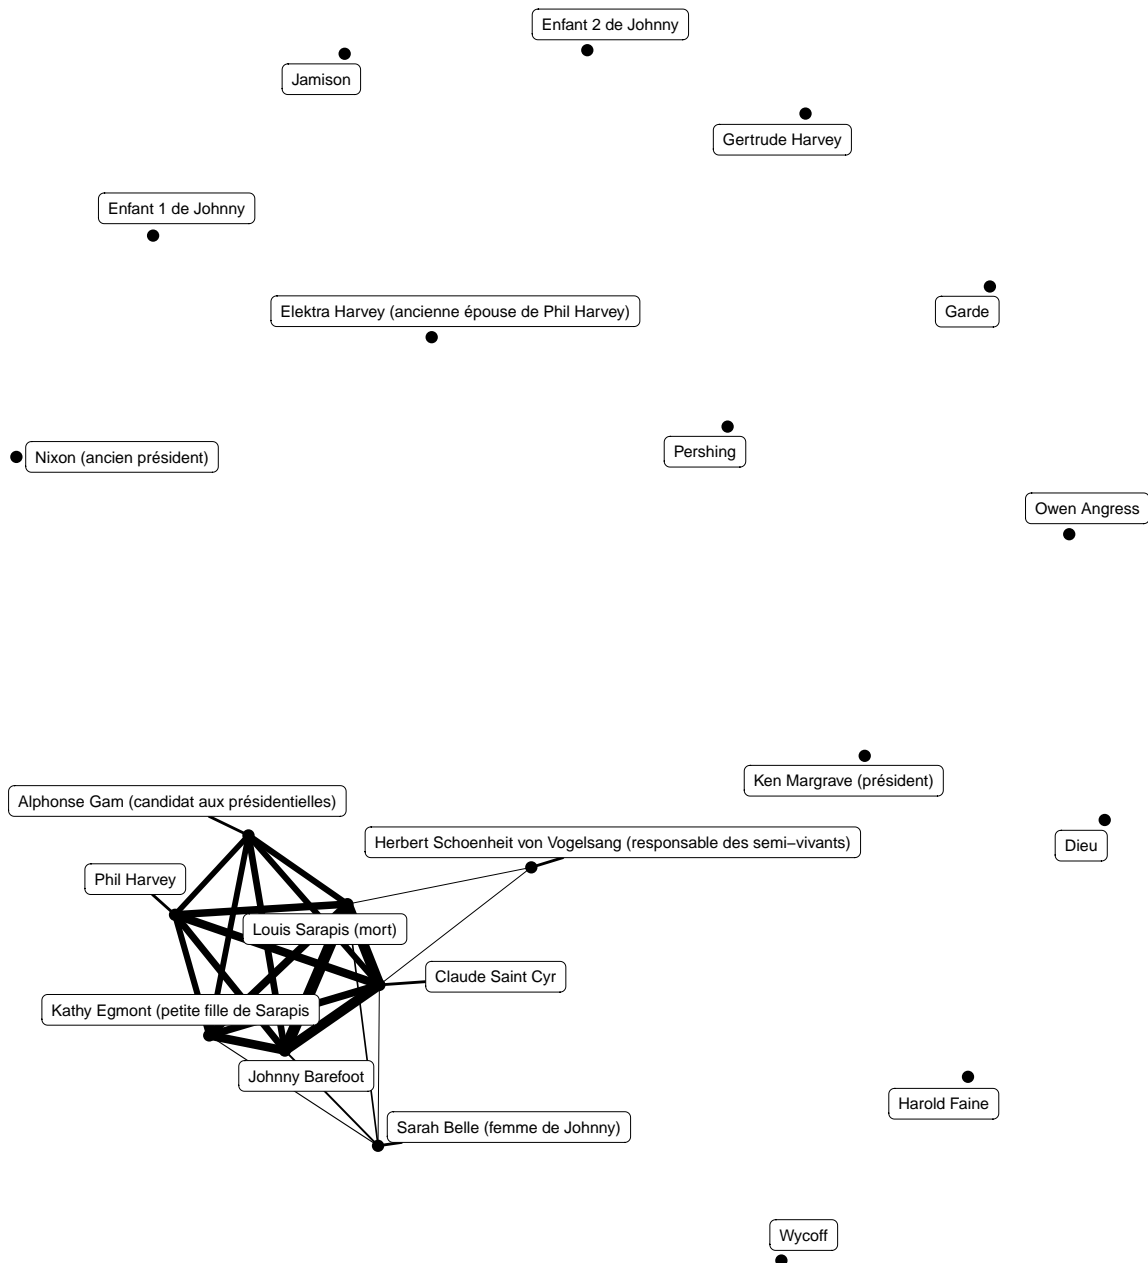 Enfant 2 de Johnny
Jamison
Gertrude Harvey
Enfant 1 de Johnny
Elektra Harvey (ancienne épouse de Phil Harvey)
Garde
Pershing
Nixon (ancien président)
Owen Angress
Ken Margrave (président)
Alphonse Gam (candidat aux présidentielles)
Herbert Schoenheit von Vogelsang (responsable des semi−vivants)
Dieu
Phil Harvey
Louis Sarapis (mort)
Claude Saint Cyr
Kathy Egmont (petite fille de Sarapis
Johnny Barefoot
Harold Faine
Sarah Belle (femme de Johnny)
Wycoff